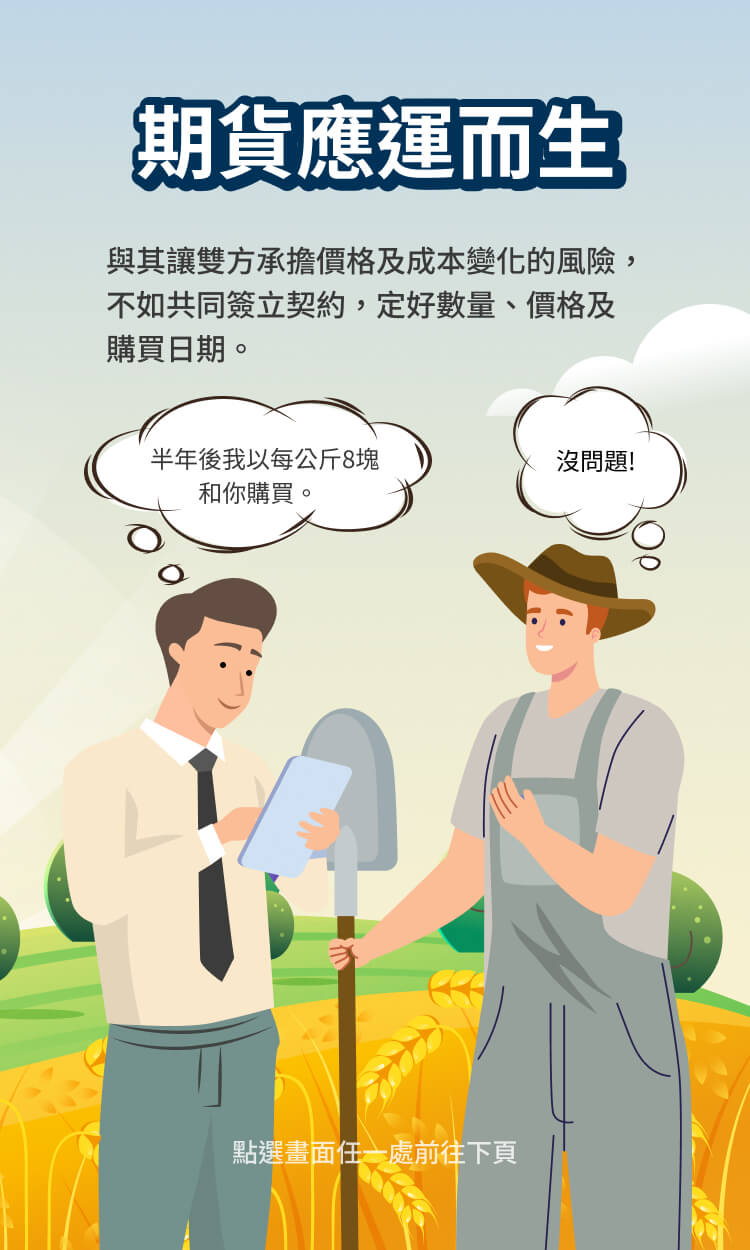 期貨應運而生
與其讓雙方承擔價格及成本變化的風險，
不如共同簽立契約，定好數量、價格及
購買日期。
半年後我以每公斤8塊
和你購買。
沒問題!
點選畫面任一處前往下頁